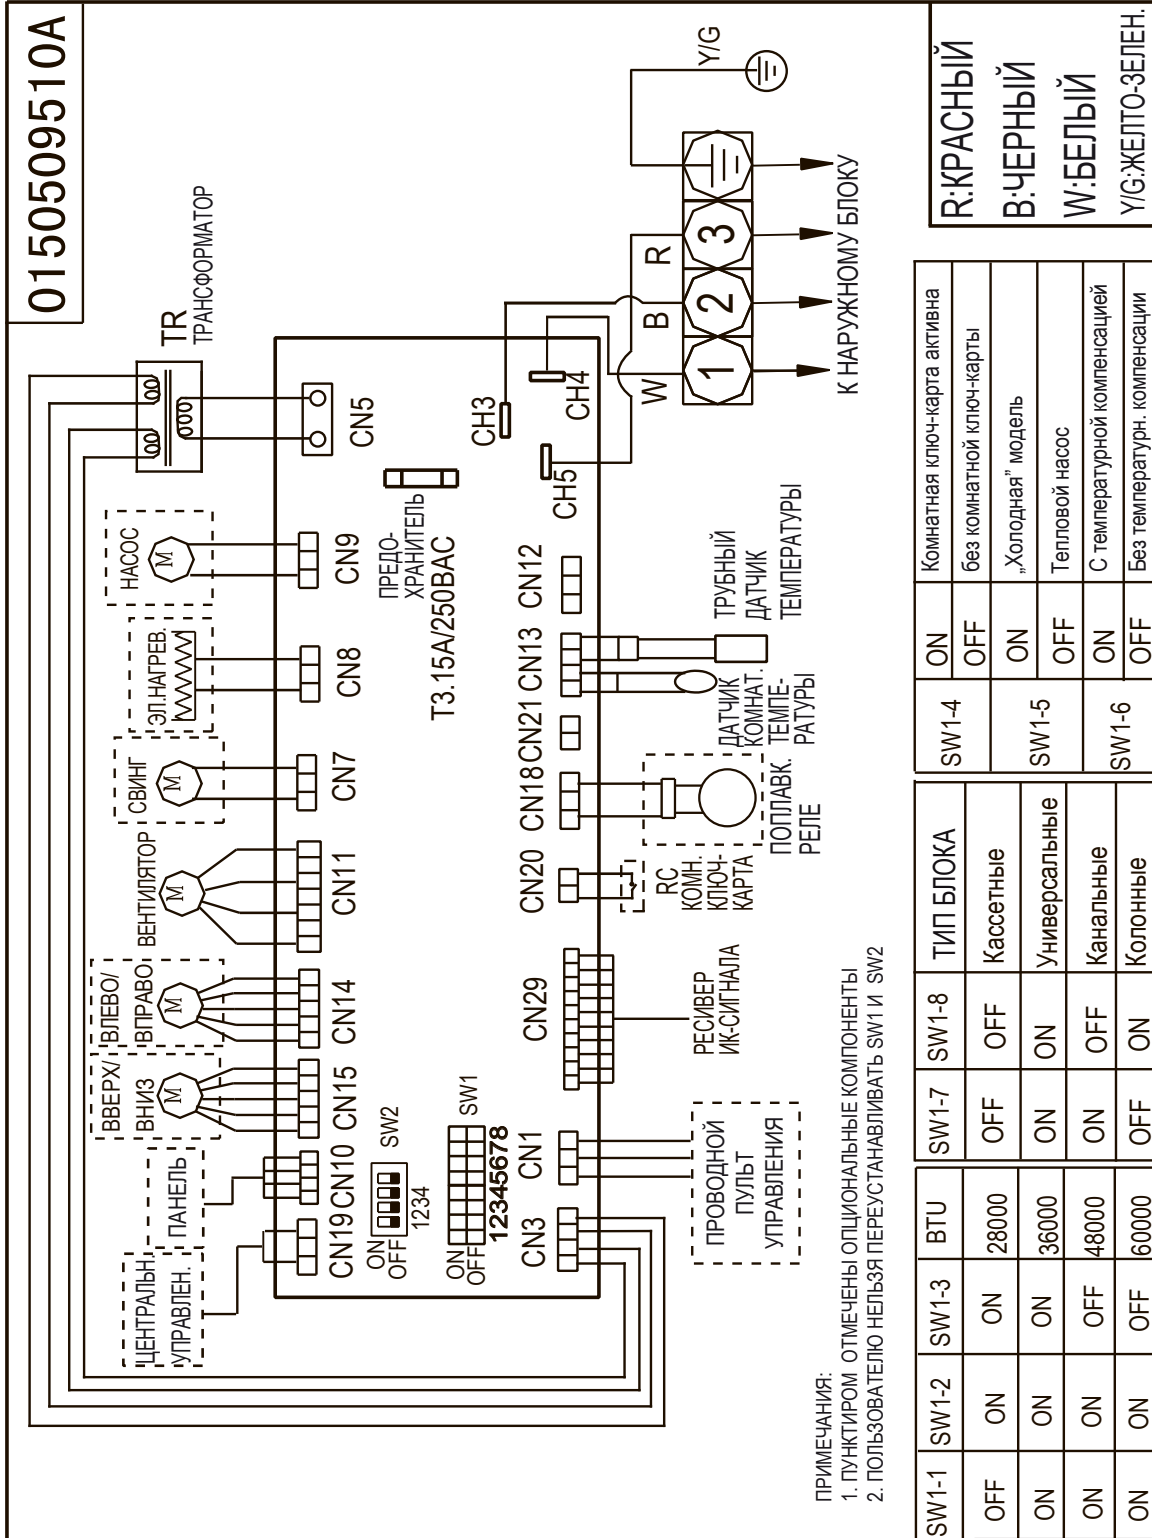 0150509510A
TR
ТРАНСФОРМАТОР
НАСОС
M
ЭЛ.НАГРЕВ.
СВИНГ
M
ВЕНТИЛЯТОР
M
ВЛЕВО/
ВПРАВО
M
ВВЕРХ/
ВНИЗ
M
ПАНЕЛЬ
ЦЕНТРАЛЬН.
УПРАВЛЕН.
CN19
CN10
CN15
CN14
CN11
CN7
CN8
CN9
CN5
ПРЕДО-
ХРАНИТЕЛЬ
T3.15A/250BAC
CH3
CH4
CH5
ON
OFF
SW2
1234
ON
OFF
SW1
12345678
CN3
CN1
CN29
CN20
CN18
CN21
CN13
CN12
ПРОВОДНОЙ
ПУЛЬТ
УПРАВЛЕНИЯ
РЕСИВЕР
ИК-СИГНАЛА
RC
КОМН.
КЛЮЧ-
КАРТА
ПОПЛАВК.
РЕЛЕ
ДАТЧИК
КОМНАТ.
ТЕМПЕ-
РАТУРЫ
ТРУБНЫЙ
ДАТЧИК
ТЕМПЕРАТУРЫ
W
B
R
Y/G
1
2
3
К НАРУЖНОМУ БЛОКУ
ПРИМЕЧАНИЯ:
1. ПУНКТИРОМ ОТМЕЧЕНЫ ОПЦИОНАЛЬНЫЕ КОМПОНЕНТЫ
2. ПОЛЬЗОВАТЕЛЮ НЕЛЬЗЯ ПЕРЕУСТАНАВЛИВАТЬ SW1 И SW2
SW1-1 SW1-2 SW1-3 BTU
OFF ON ON 28000
ON ON ON 36000
ON ON OFF 48000
ON ON OFF 60000
SW1-7 SW1-8 ТИП БЛОКА
OFF OFF Кассетные
ON ON Универсальные
ON OFF Канальные
OFF ON Колонные
SW1-4 ON Комнатная ключ-карта активна
OFF без комнатной ключ-карты
SW1-5 ON „Холодная” модель
OFF Тепловой насос
SW1-6 ON С температурной компенсацией
OFF Без температурн. компенсации
R:КРАСНЫЙ
B:ЧЕРНЫЙ
W:БЕЛЫЙ
Y/G:ЖЕЛТО-ЗЕЛЕН.